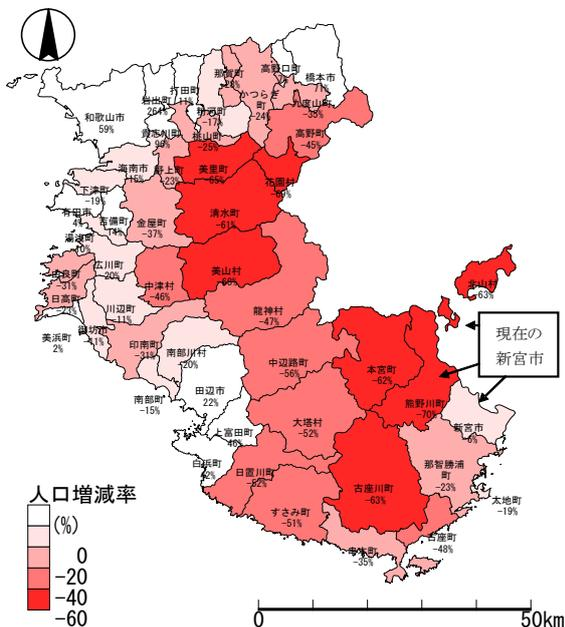 那賀町
-28%
高野口町
橋本市
71%
打田町
11%
岩出町
264%
かつらぎ
町
-24%
九度山町
-35%
粉河町
-17%
和歌山市
59%
貴志川町
96%
桃山町
-25%
高野町
-45%
海南市
-15%
野上町
-23%
美里町
-65%
花園村
-69%
下津町
-19%
有田市
4%
吉備町
14%
金屋町
-37%
清水町
-61%
湯浅町
広川町
-20%
由良町
-31%
中津村
-46%
美山村
北山村
-63%
日高町
-23%
川辺町
-11%
龍神村
-47%
美浜町
2%
御坊市
印南町
-31%
南部川村
-20%
中辺路町
-56%
本宮町
-62%
現在の
新宮市
南部町
-15%
田辺市
22%
熊野川町
-70%
上富田町
46%
大塔村
-52%
新宮市
-6%
白浜町
日置川町
-52%
那智勝浦
町
-23%
古座川町
-63%
太地町
-19%
すさみ町
-51%
古座町
-48%
串本町
-35%
人口増減率
(%)
0
-20
-40
-60
0
50km